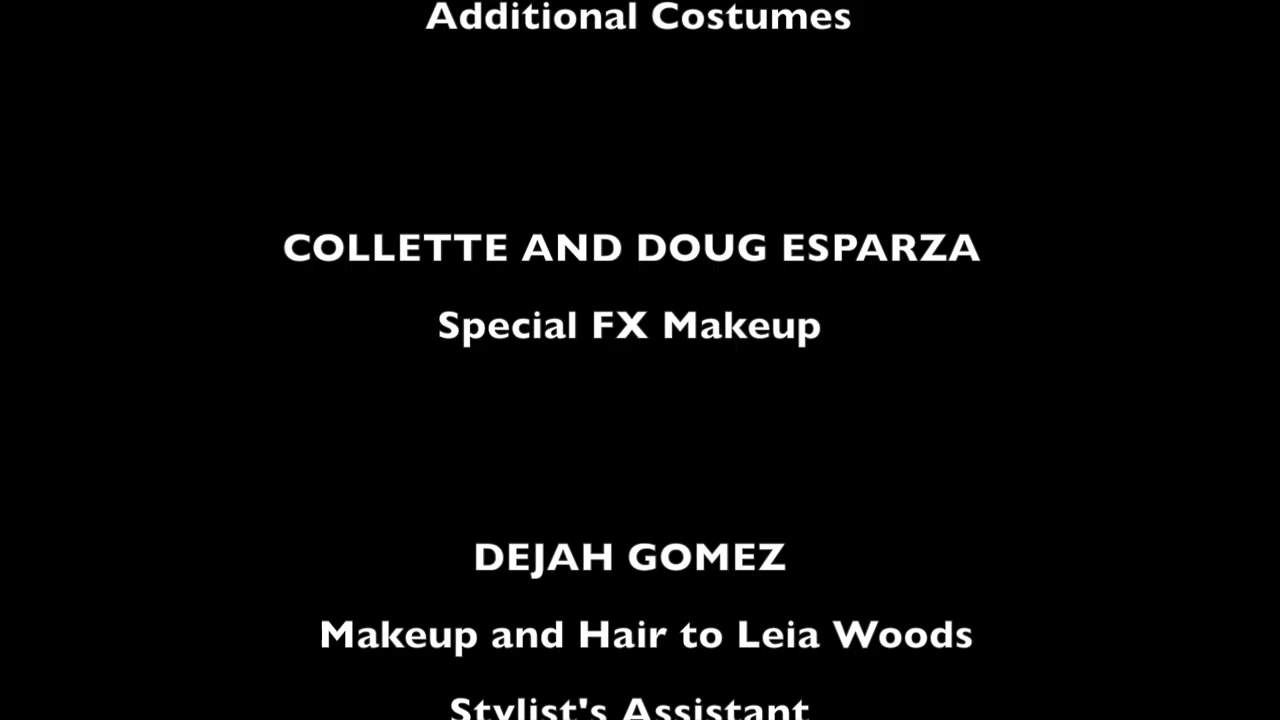 Additional Costumes
COLLETTE AND DOUG ESPARZA
Special FX Makeup
DEJAH GOMEZ
Makeup and Hair to Leia Woods
Stylist's Assistant